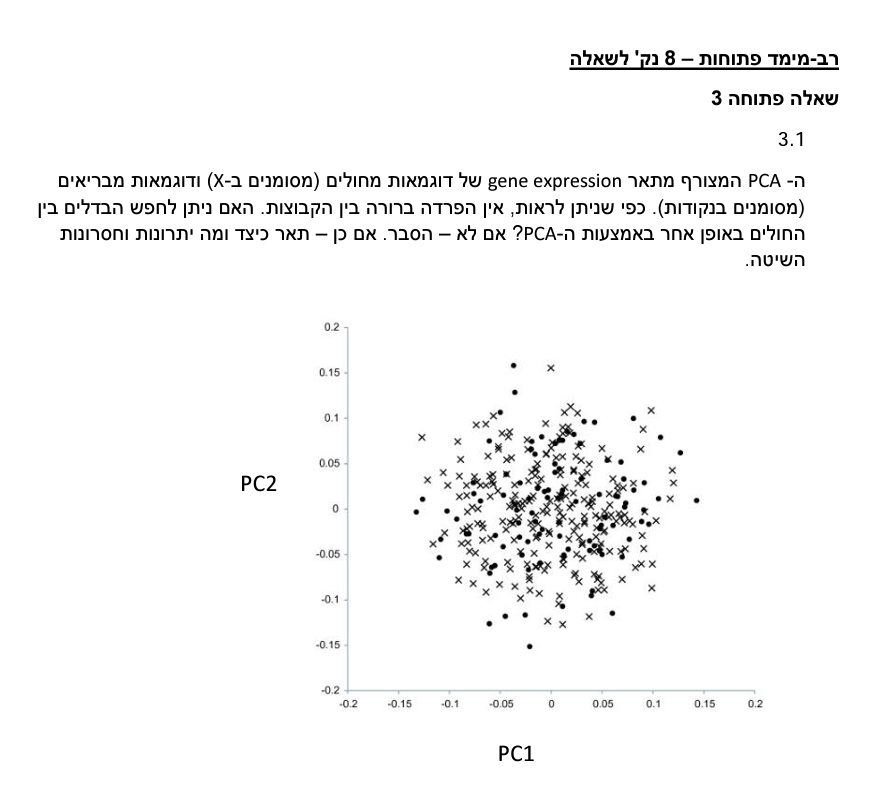 רב-מימד פתוחות – 8 נק' לשאלה
שאלה פתוחה 3
3.1
ה- PCA המצורף מתאר gene expression של דוגמאות מחולים (מסומנים ב-X) ודוגמאות מבריאים
(מסומנים בנקודות). כפי שניתן לראות, אין הפרדה ברורה בין הקבוצות. האם ניתן לחפש הבדלים בין
החולים באופן אחר באמצעות ה-PCA? אם לא – הסבר. אם כן – תאר כיצד ומה יתרונות וחסרונות
השיטה.
0.2
0.15
0.1
0.05
0
-0.05
-0.1
-0.15
-0.2
PC2
-0.2 -0.15 -0.1 -0.05 0 0.05 0.1 0.15 0.2
PC1